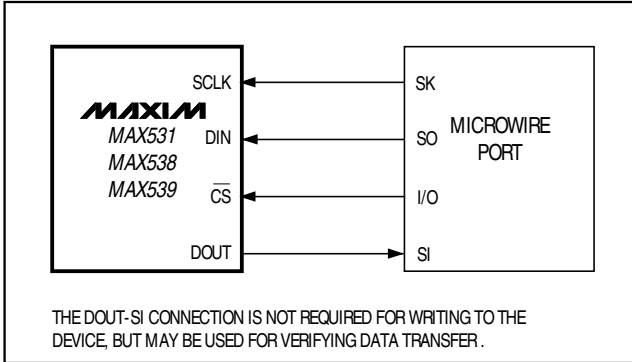 SCLK
SK
MAXIM
MICROWIRE
PORT
MAX531
DIN
SO
MAX538
MAX539
CS
I/O
DOUT
SI
THE DOUT-SI CONNECTION IS NOT REQUIRED FOR WRITING TO THE
DEVICE, BUT MAY BE USED FOR VERIFYING DATA TRANSFER .